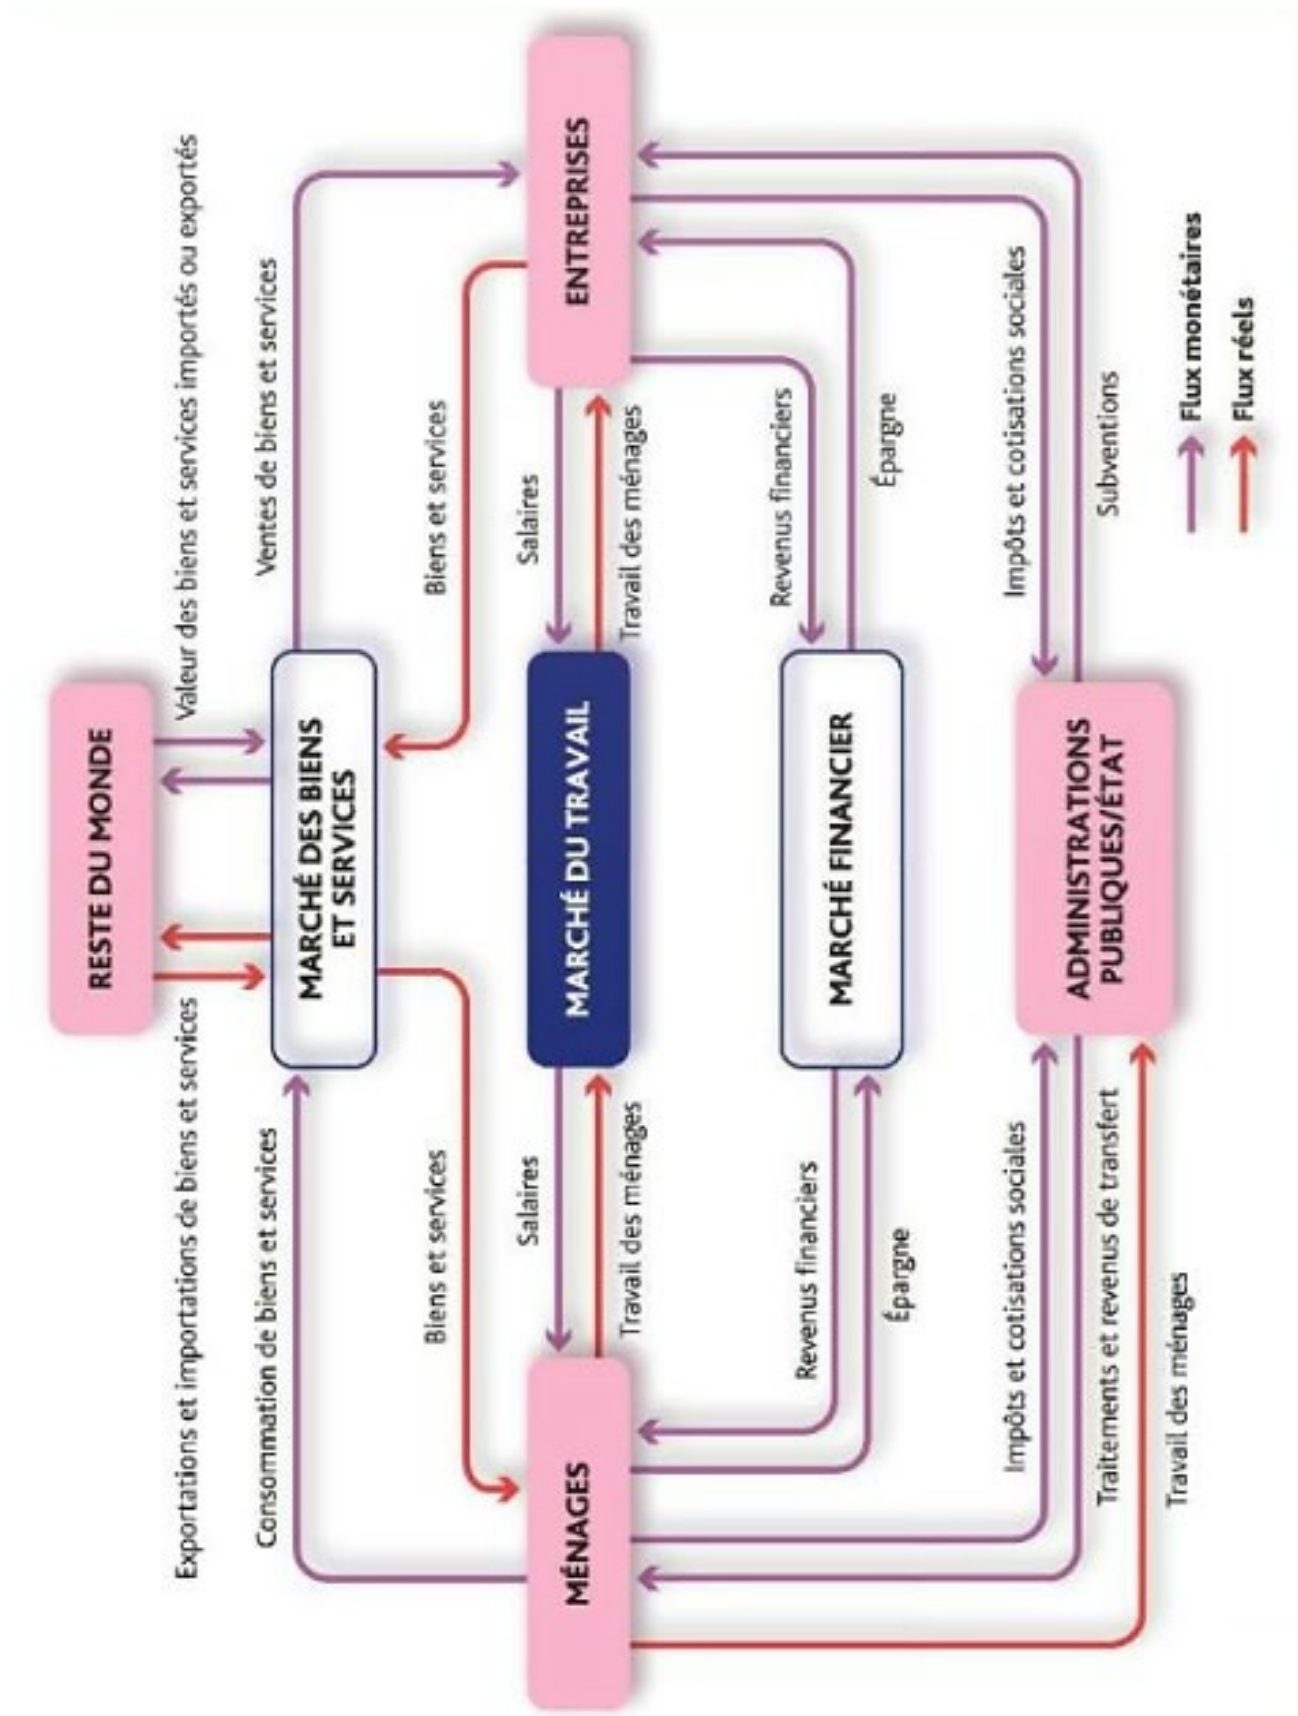 RESTE DU MONDE
Exportations et importations de biens et services
Valeur des biens et services importés ou exportés
Consommation de biens et services
MARCHÉ DES BIENS
ET SERVICES
Ventes de biens et services
Biens et services
Biens et services
MÉNAGES
Salaires
Travail des ménages
MARCHÉ DU TRAVAIL
Salaires
Travail des ménages
ENTREPRISES
Revenus financiers
Épargne
MARCHÉ FINANCIER
Revenus financiers
Épargne
Impôts et cotisations sociales
Traitements et revenus de transfert
Travail des ménages
ADMINISTRATIONS
PUBLIQUES/ÉTAT
Impôts et cotisations sociales
Subventions
Flux monétaires
Flux réels